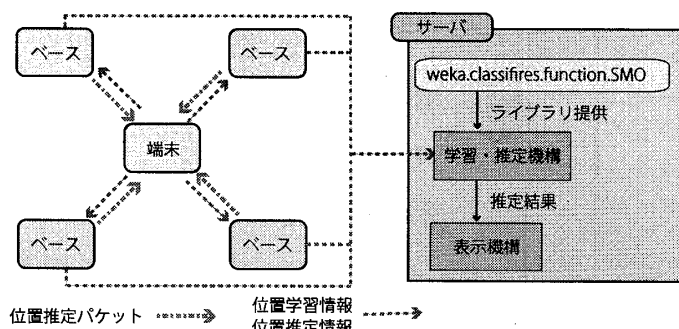 ベース
ベース
サーバ
weka.classifires.function.SMO
ライブラリ提供
端末
学習・推定機構
推定結果
ベース
ベース
表示機構
位置推定パケット
位置学習情報
位置推定情報